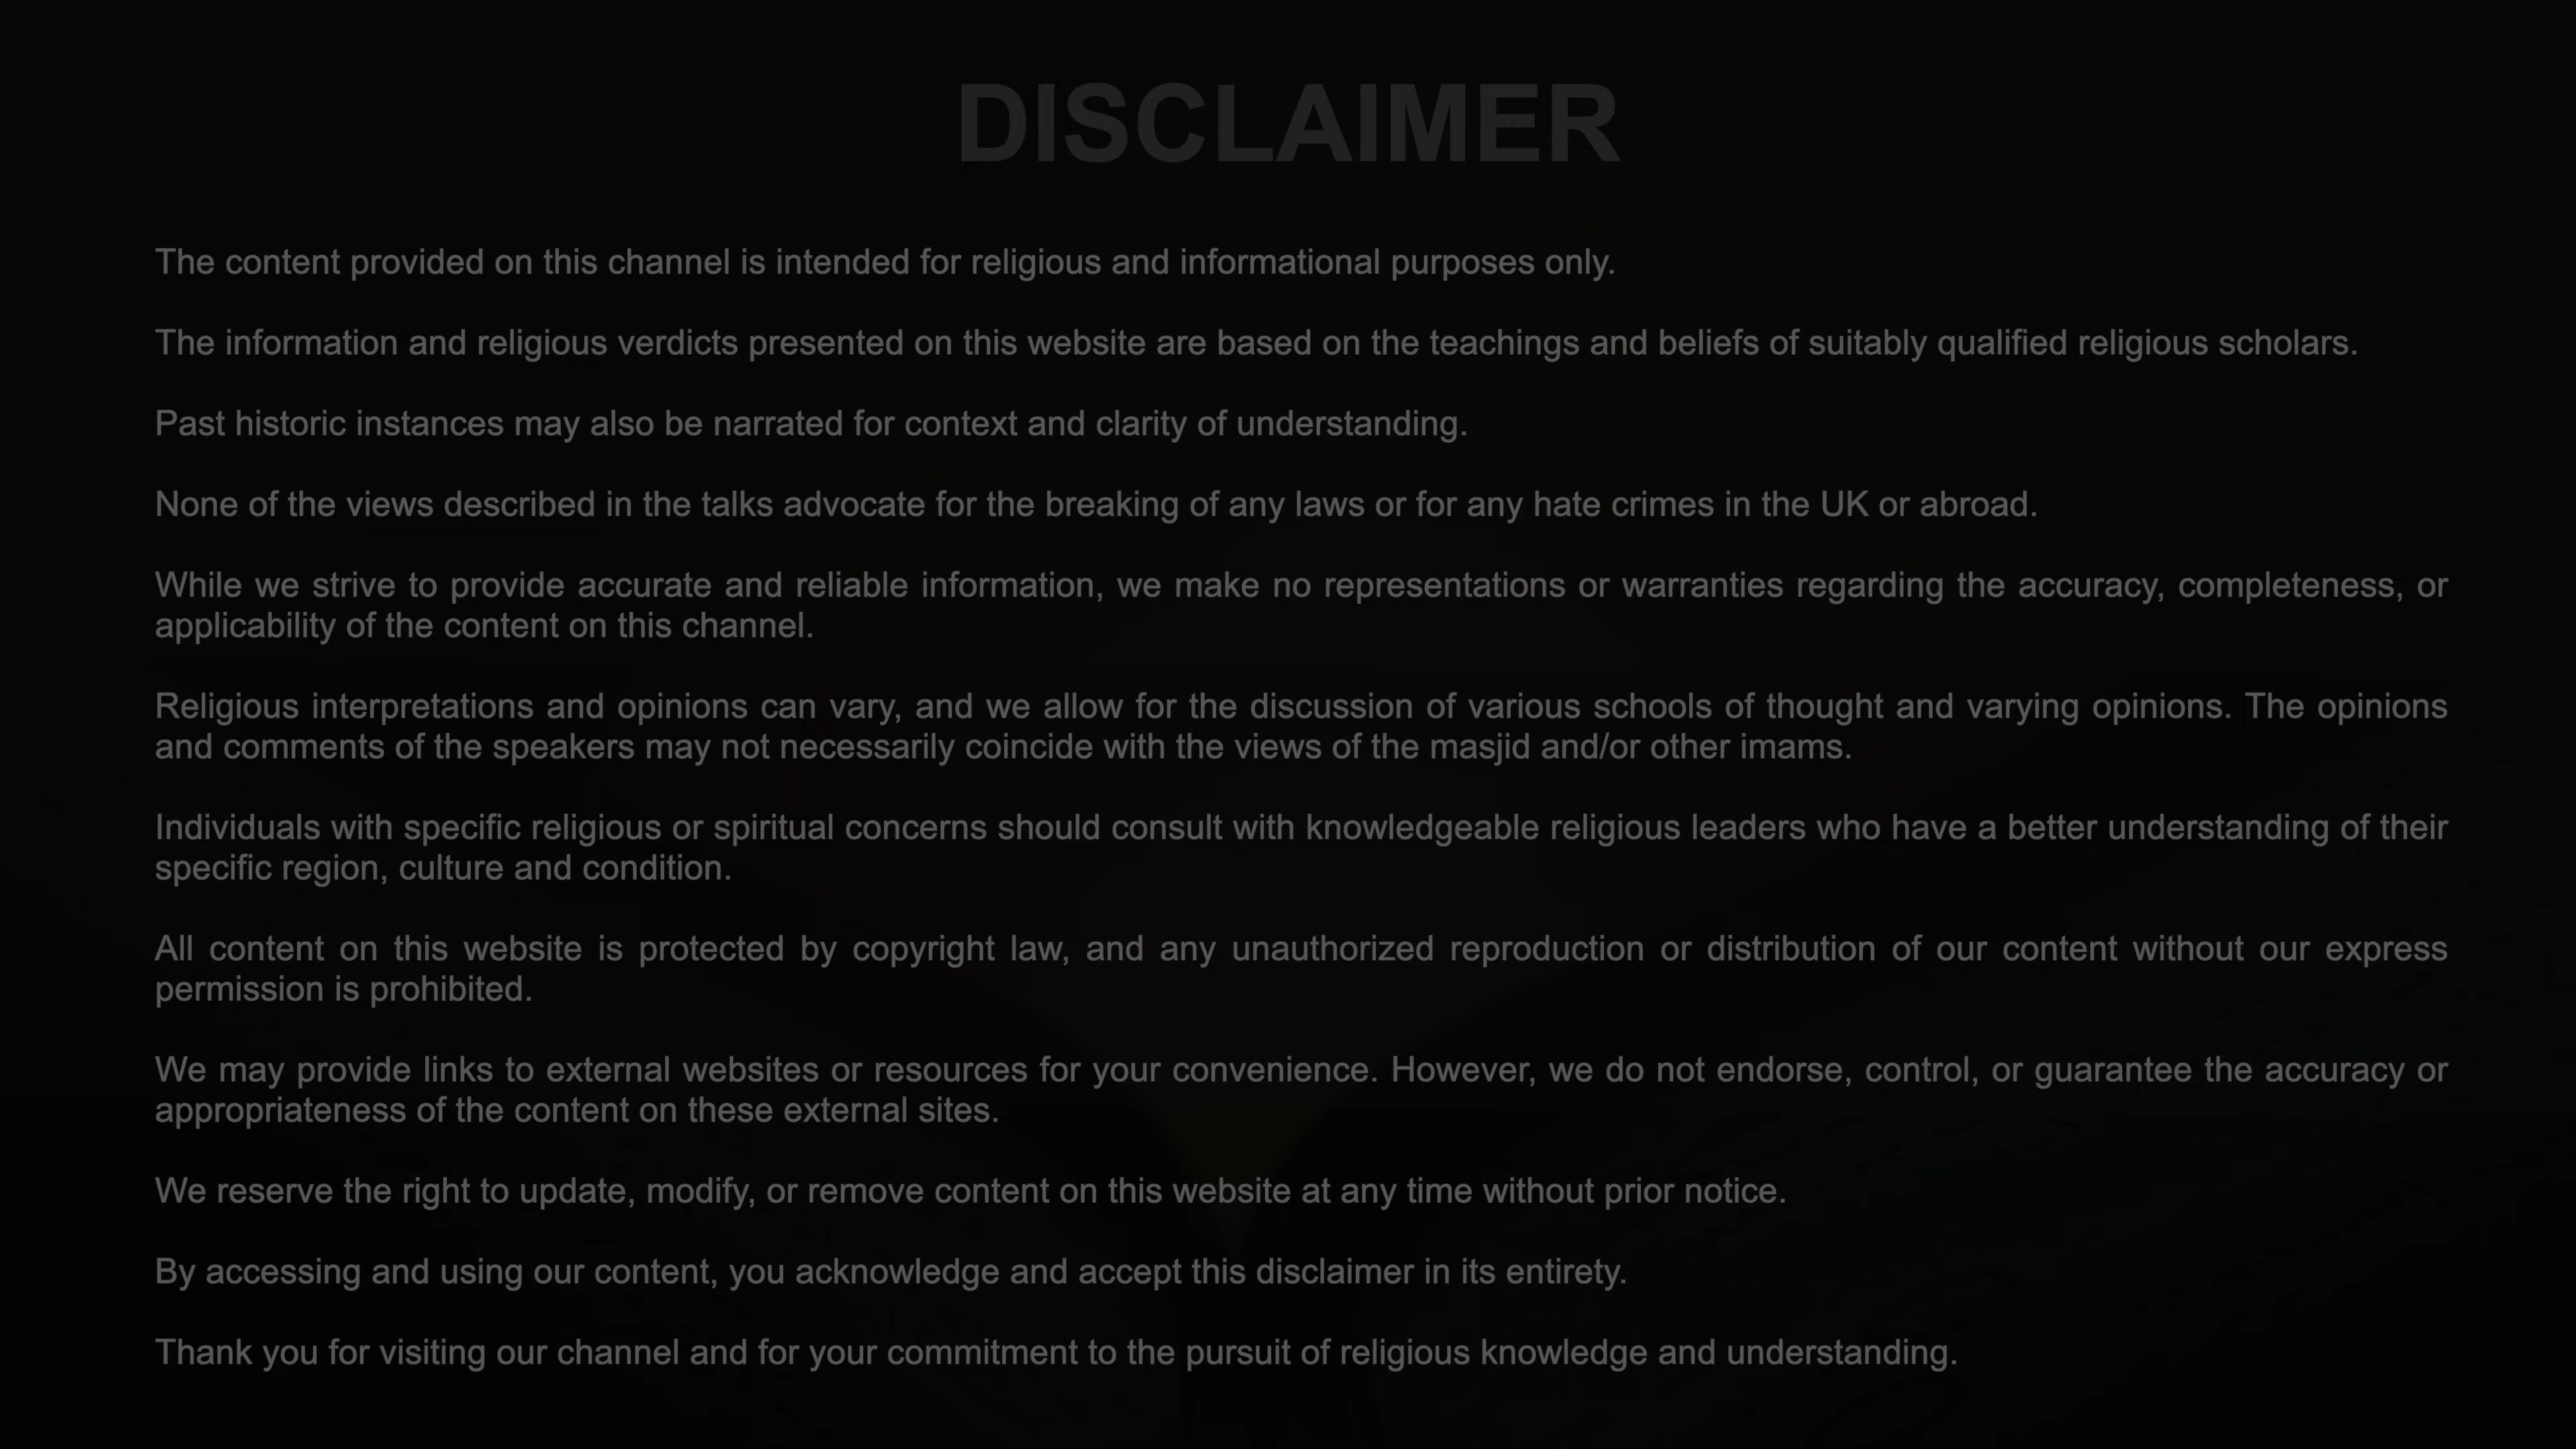 DISCLAIMER
The content provided on this channel is intended for religious and informational purposes only.
The information and religious verdicts presented on this website are based on the teachings and beliefs of suitably qualified religious scholars.
Past historic instances may also be narrated for context and clarity of understanding.
None of the views described in the talks advocate for the breaking of any laws or for any hate crimes in the UK or abroad.
While we strive to provide accurate and reliable information, we make no representations or warranties regarding the accuracy, completeness, or
applicability of the content on this channel.
Religious interpretations and opinions can vary, and we allow for the discussion of various schools of thought and varying opinions. The opinions
and comments of the speakers may not necessarily coincide with the views of the masjid and/or other imams.
Individuals with specific religious or spiritual concerns should consult with knowledgeable religious leaders who have a better understanding of their
specific region, culture and condition.
All content on this website is protected by copyright law, and any unauthorized reproduction or distribution of our content without our express
permission is prohibited.
We may provide links to external websites or resources for your convenience. However, we do not endorse, control, or guarantee the accuracy or
appropriateness of the content on these external sites.
We reserve the right to update, modify, or remove content on this website at any time without prior notice.
By accessing and using our content, you acknowledge and accept this disclaimer in its entirety.
Thank you for visiting our channel and for your commitment to the pursuit of religious knowledge and understanding.